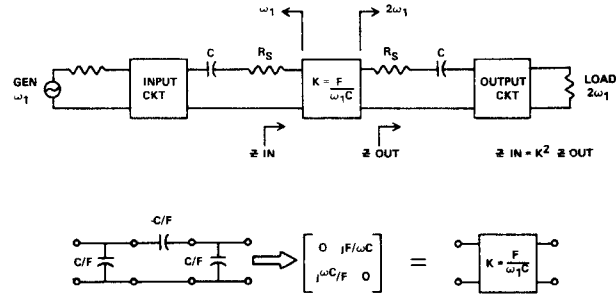 ω1 2ω1
C RS RS C
GEN ω1
INPUT CKT
K = F/ω1C
OUTPUT CKT
LOAD 2ω1
Z IN Z OUT Z IN = K² Z OUT
-C/F
C/F C/F
0 jF/ωC
jωC/F 0
=
K = F/ω1C